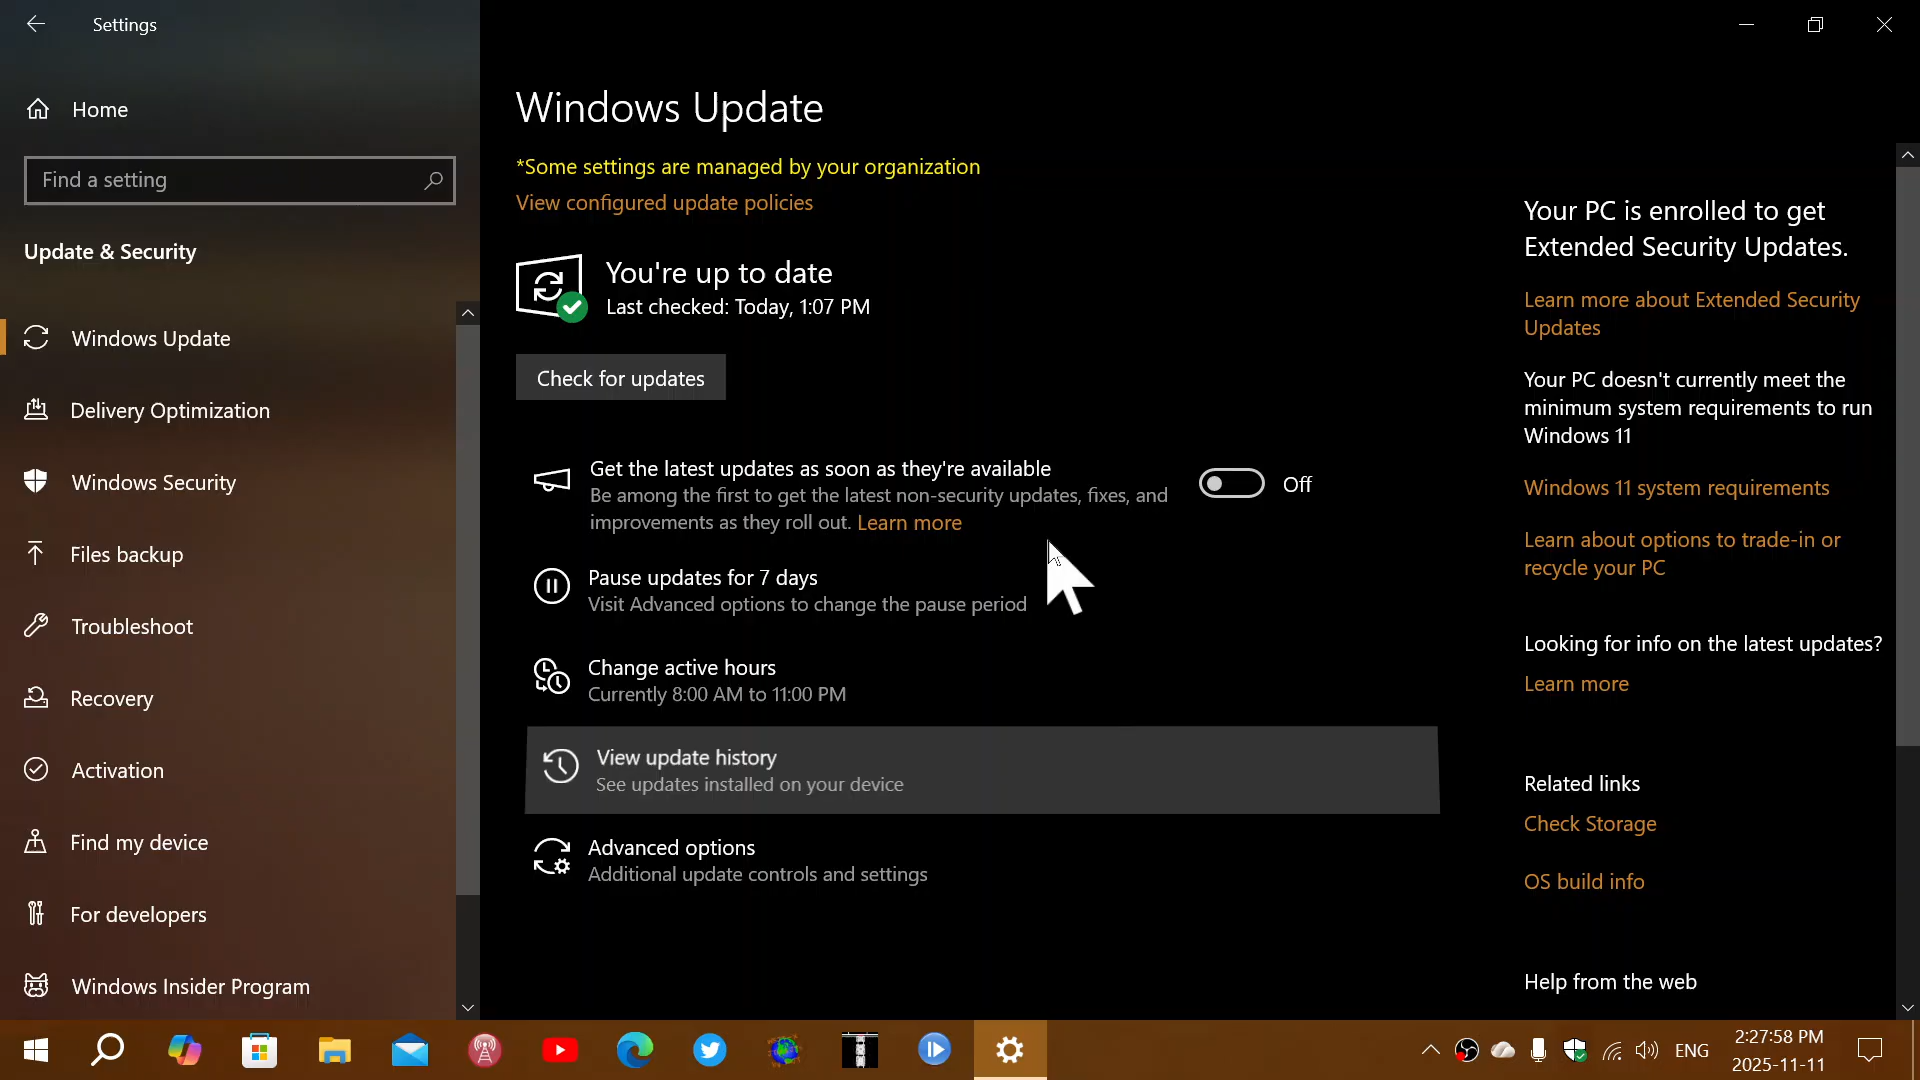 Settings
Home
Find a setting
Update & Security
Windows Update
Delivery Optimization
Windows Security
Files backup
Troubleshoot
Recovery
Activation
Find my device
For developers
Windows Insider Program
Windows Update
*Some settings are managed by your organization
View configured update policies
You're up to date
Last checked: Today, 1:07 PM
Check for updates
Get the latest updates as soon as they're available
Be among the first to get the latest non-security updates, fixes, and
improvements as they roll out. Learn more
Off
Pause updates for 7 days
Visit Advanced options to change the pause period
Change active hours
Currently 8:00 AM to 11:00 PM
View update history
See updates installed on your device
Advanced options
Additional update controls and settings
Your PC is enrolled to get
Extended Security Updates.
Learn more about Extended Security
Updates
Your PC doesn't currently meet the
minimum system requirements to run
Windows 11
Windows 11 system requirements
Learn about options to trade-in or
recycle your PC
Looking for info on the latest updates?
Learn more
Related links
Check Storage
OS build info
Help from the web
ENG
2:27:58 PM
2025-11-11